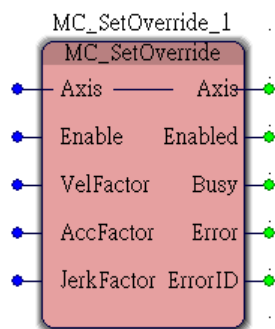 MC_SetOverride_1
MC_SetOverride
Axis Axis
Enable Enabled
VelFactor Busy
AccFactor Error
JerkFactor ErrorID